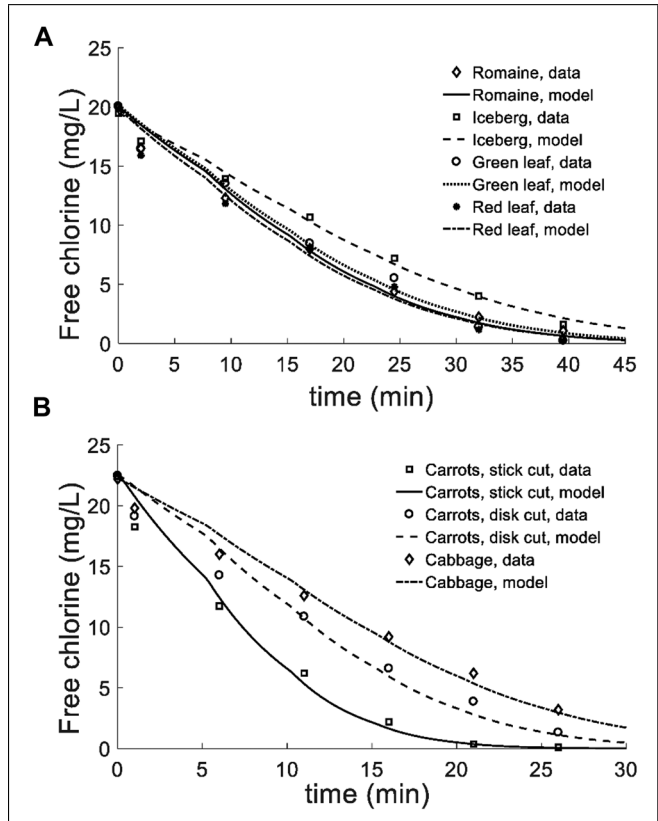 A
25
20
15
10
5
0
Free chlorine (mg/L)
Romaine, data
Romaine, model
Iceberg, data
Iceberg, model
Green leaf, data
Green leaf, model
Red leaf, data
Red leaf, model
0 5 10 15 20 25 30 35 40 45
time (min)
B
25
20
15
10
5
0
Free chlorine (mg/L)
Carrots, stick cut, data
Carrots, stick cut, model
Carrots, disk cut, data
Carrots, disk cut, model
Cabbage, data
Cabbage, model
0 5 10 15 20 25 30
time (min)